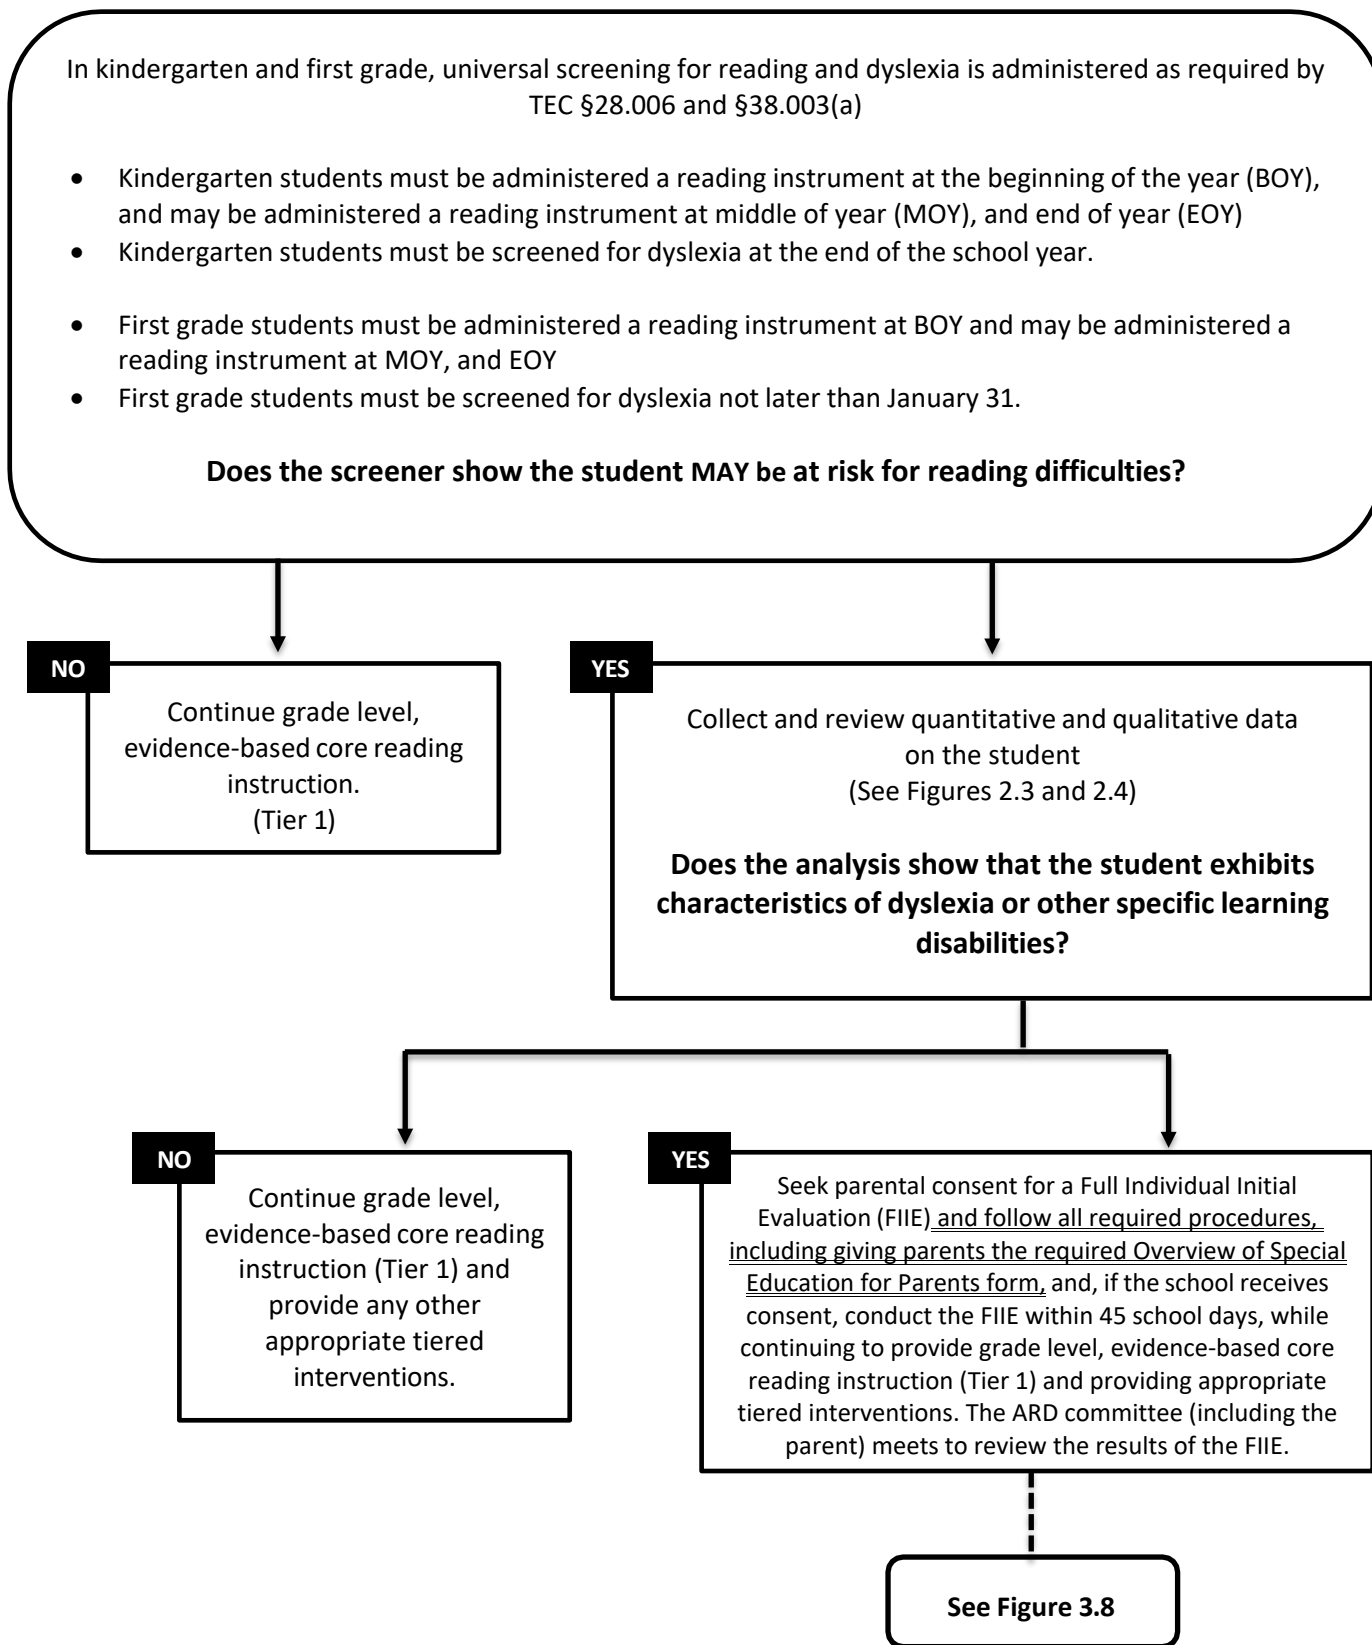 In kindergarten and first grade, universal screening for reading and dyslexia is administered as required by
TEC §28.006 and §38.003(a)
• Kindergarten students must be administered a reading instrument at the beginning of the year (BOY),
and may be administered a reading instrument at middle of year (MOY), and end of year (EOY)
• Kindergarten students must be screened for dyslexia at the end of the school year.
• First grade students must be administered a reading instrument at BOY and may be administered a
reading instrument at MOY, and EOY
• First grade students must be screened for dyslexia not later than January 31.
Does the screener show the student MAY be at risk for reading difficulties?
NO
Continue grade level,
evidence-based core reading
instruction.
(Tier 1)
YES
Collect and review quantitative and qualitative data
on the student
(See Figures 2.3 and 2.4)
Does the analysis show that the student exhibits
characteristics of dyslexia or other specific learning
disabilities?
NO
Continue grade level,
evidence-based core reading
instruction (Tier 1) and
provide any other
appropriate tiered
interventions.
YES
Seek parental consent for a Full Individual Initial
Evaluation (FIIE) and follow all required procedures,
including giving parents the required Overview of Special
Education for Parents form, and, if the school receives
consent, conduct the FIIE within 45 school days, while
continuing to provide grade level, evidence-based core
reading instruction (Tier 1) and providing appropriate
tiered interventions. The ARD committee (including the
parent) meets to review the results of the FIIE.
See Figure 3.8